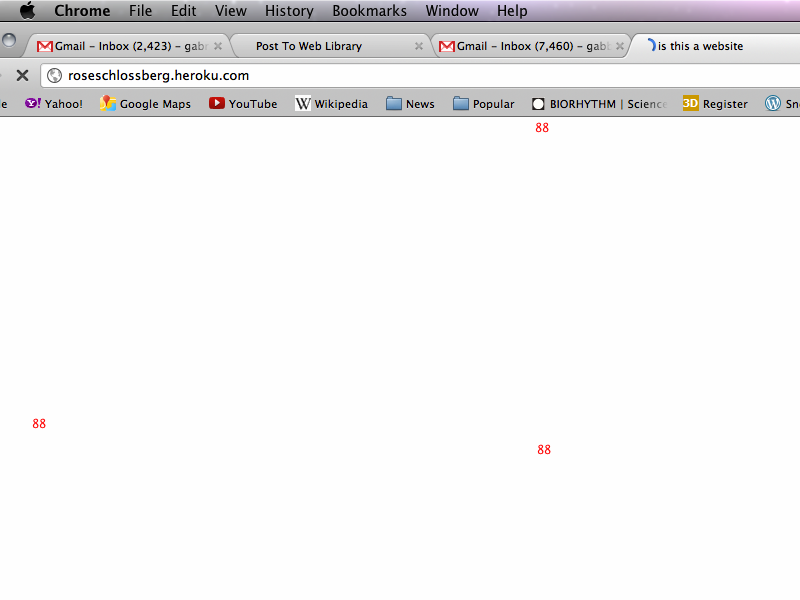 Chrome File Edit View History Bookmarks Window Help
Gmail – Inbox (2,423) – gab Post To Web Library Gmail – Inbox (7,460) – gab is this a website
roseschlossberg.heroku.com
le Yahoo! Google Maps YouTube Wikipedia News Popular BIORHYTHM | Science 3D Register Sn
88
88
88